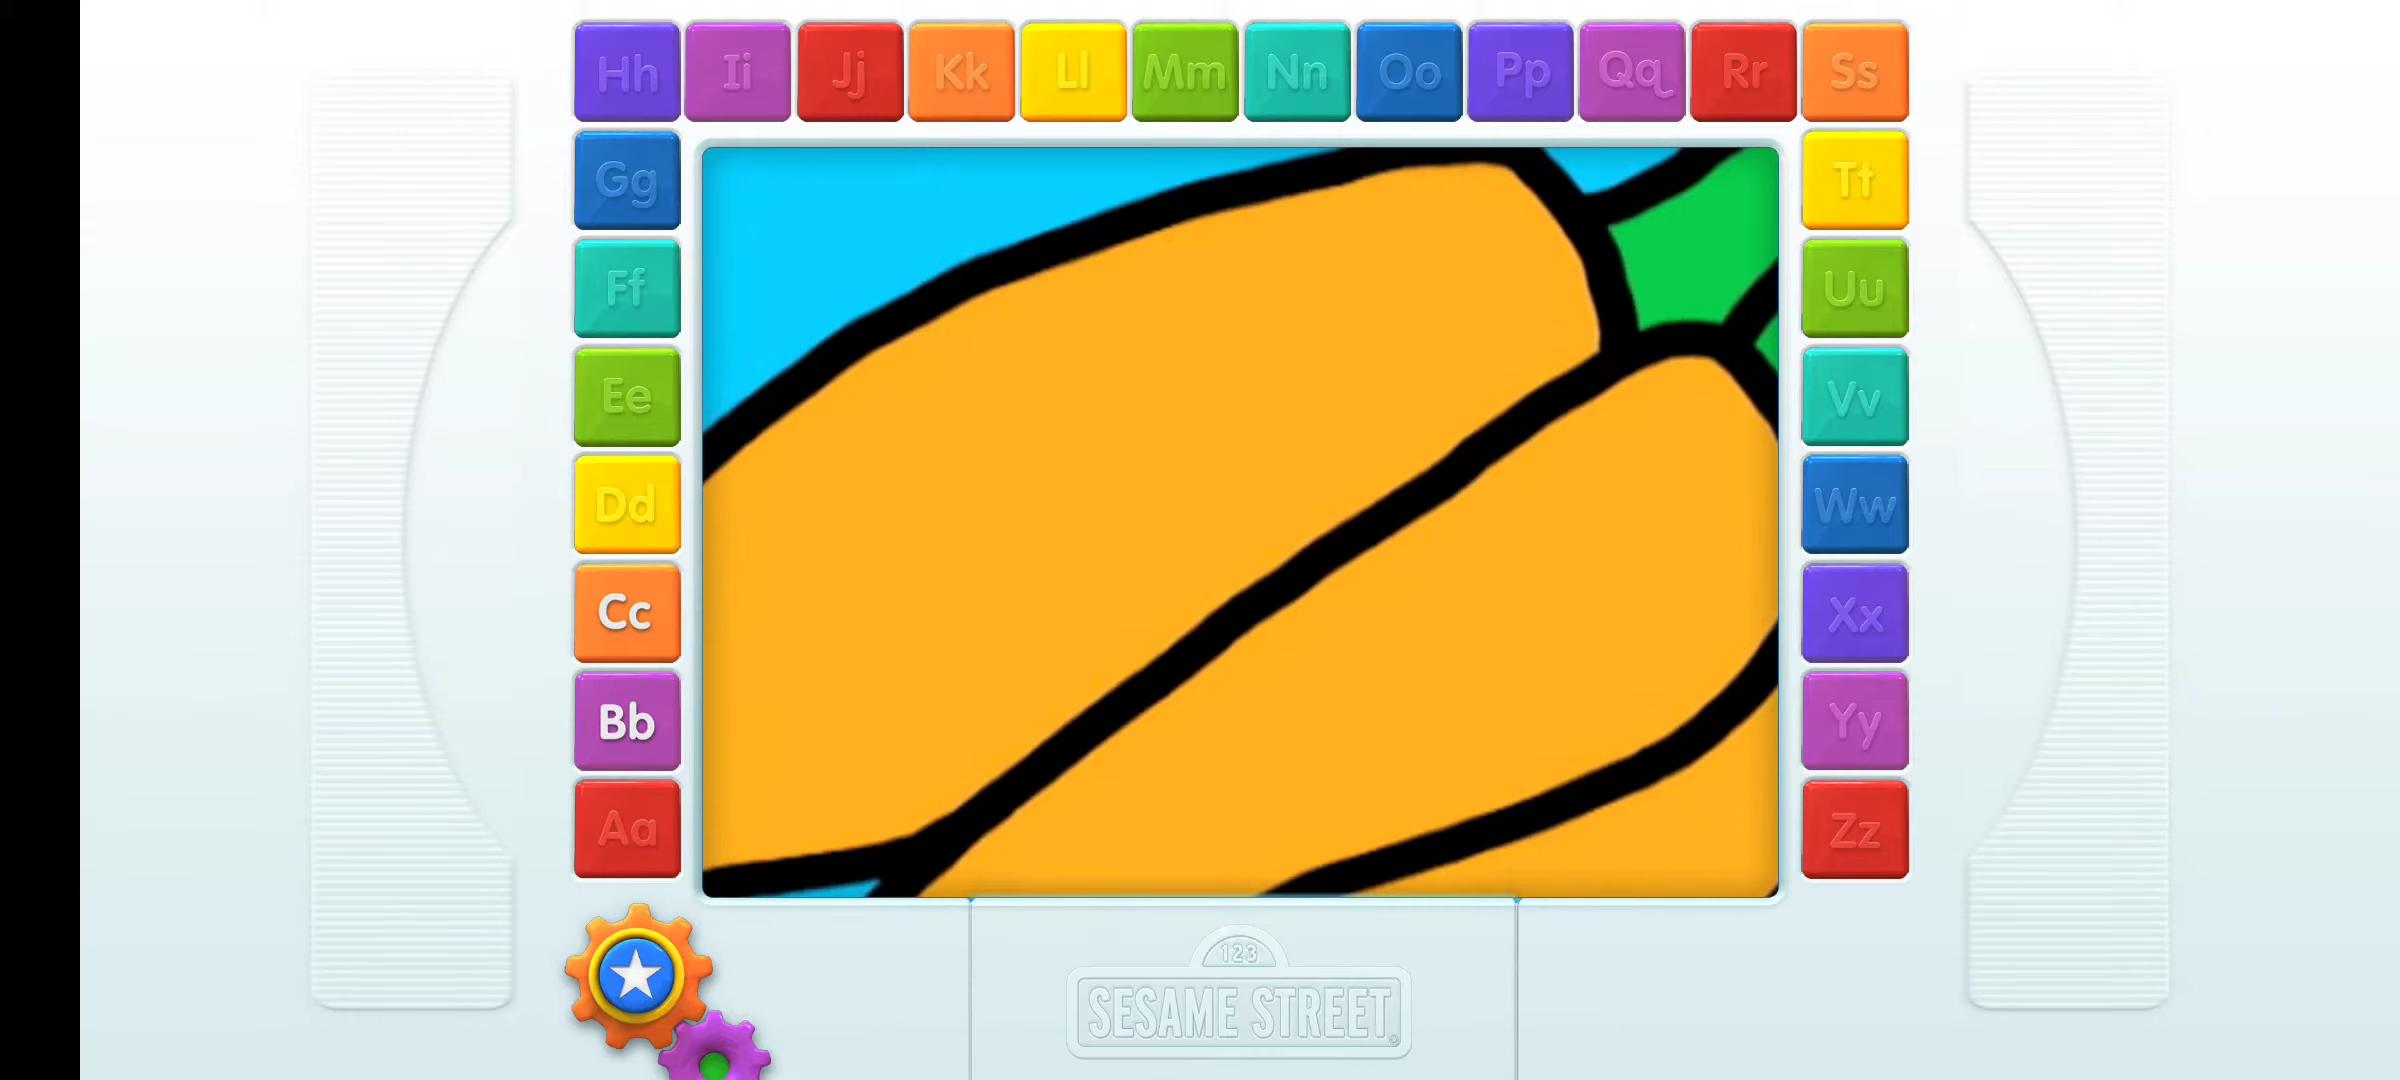 Hh Ii Jj Kk Ll Mm Nn Oo Pp Qq Rr Ss
Gg Tt
Ff Uu
Ee Vv
Dd Ww
Cc Xx
Bb Yy
Aa Zz
123
SESAME STREET